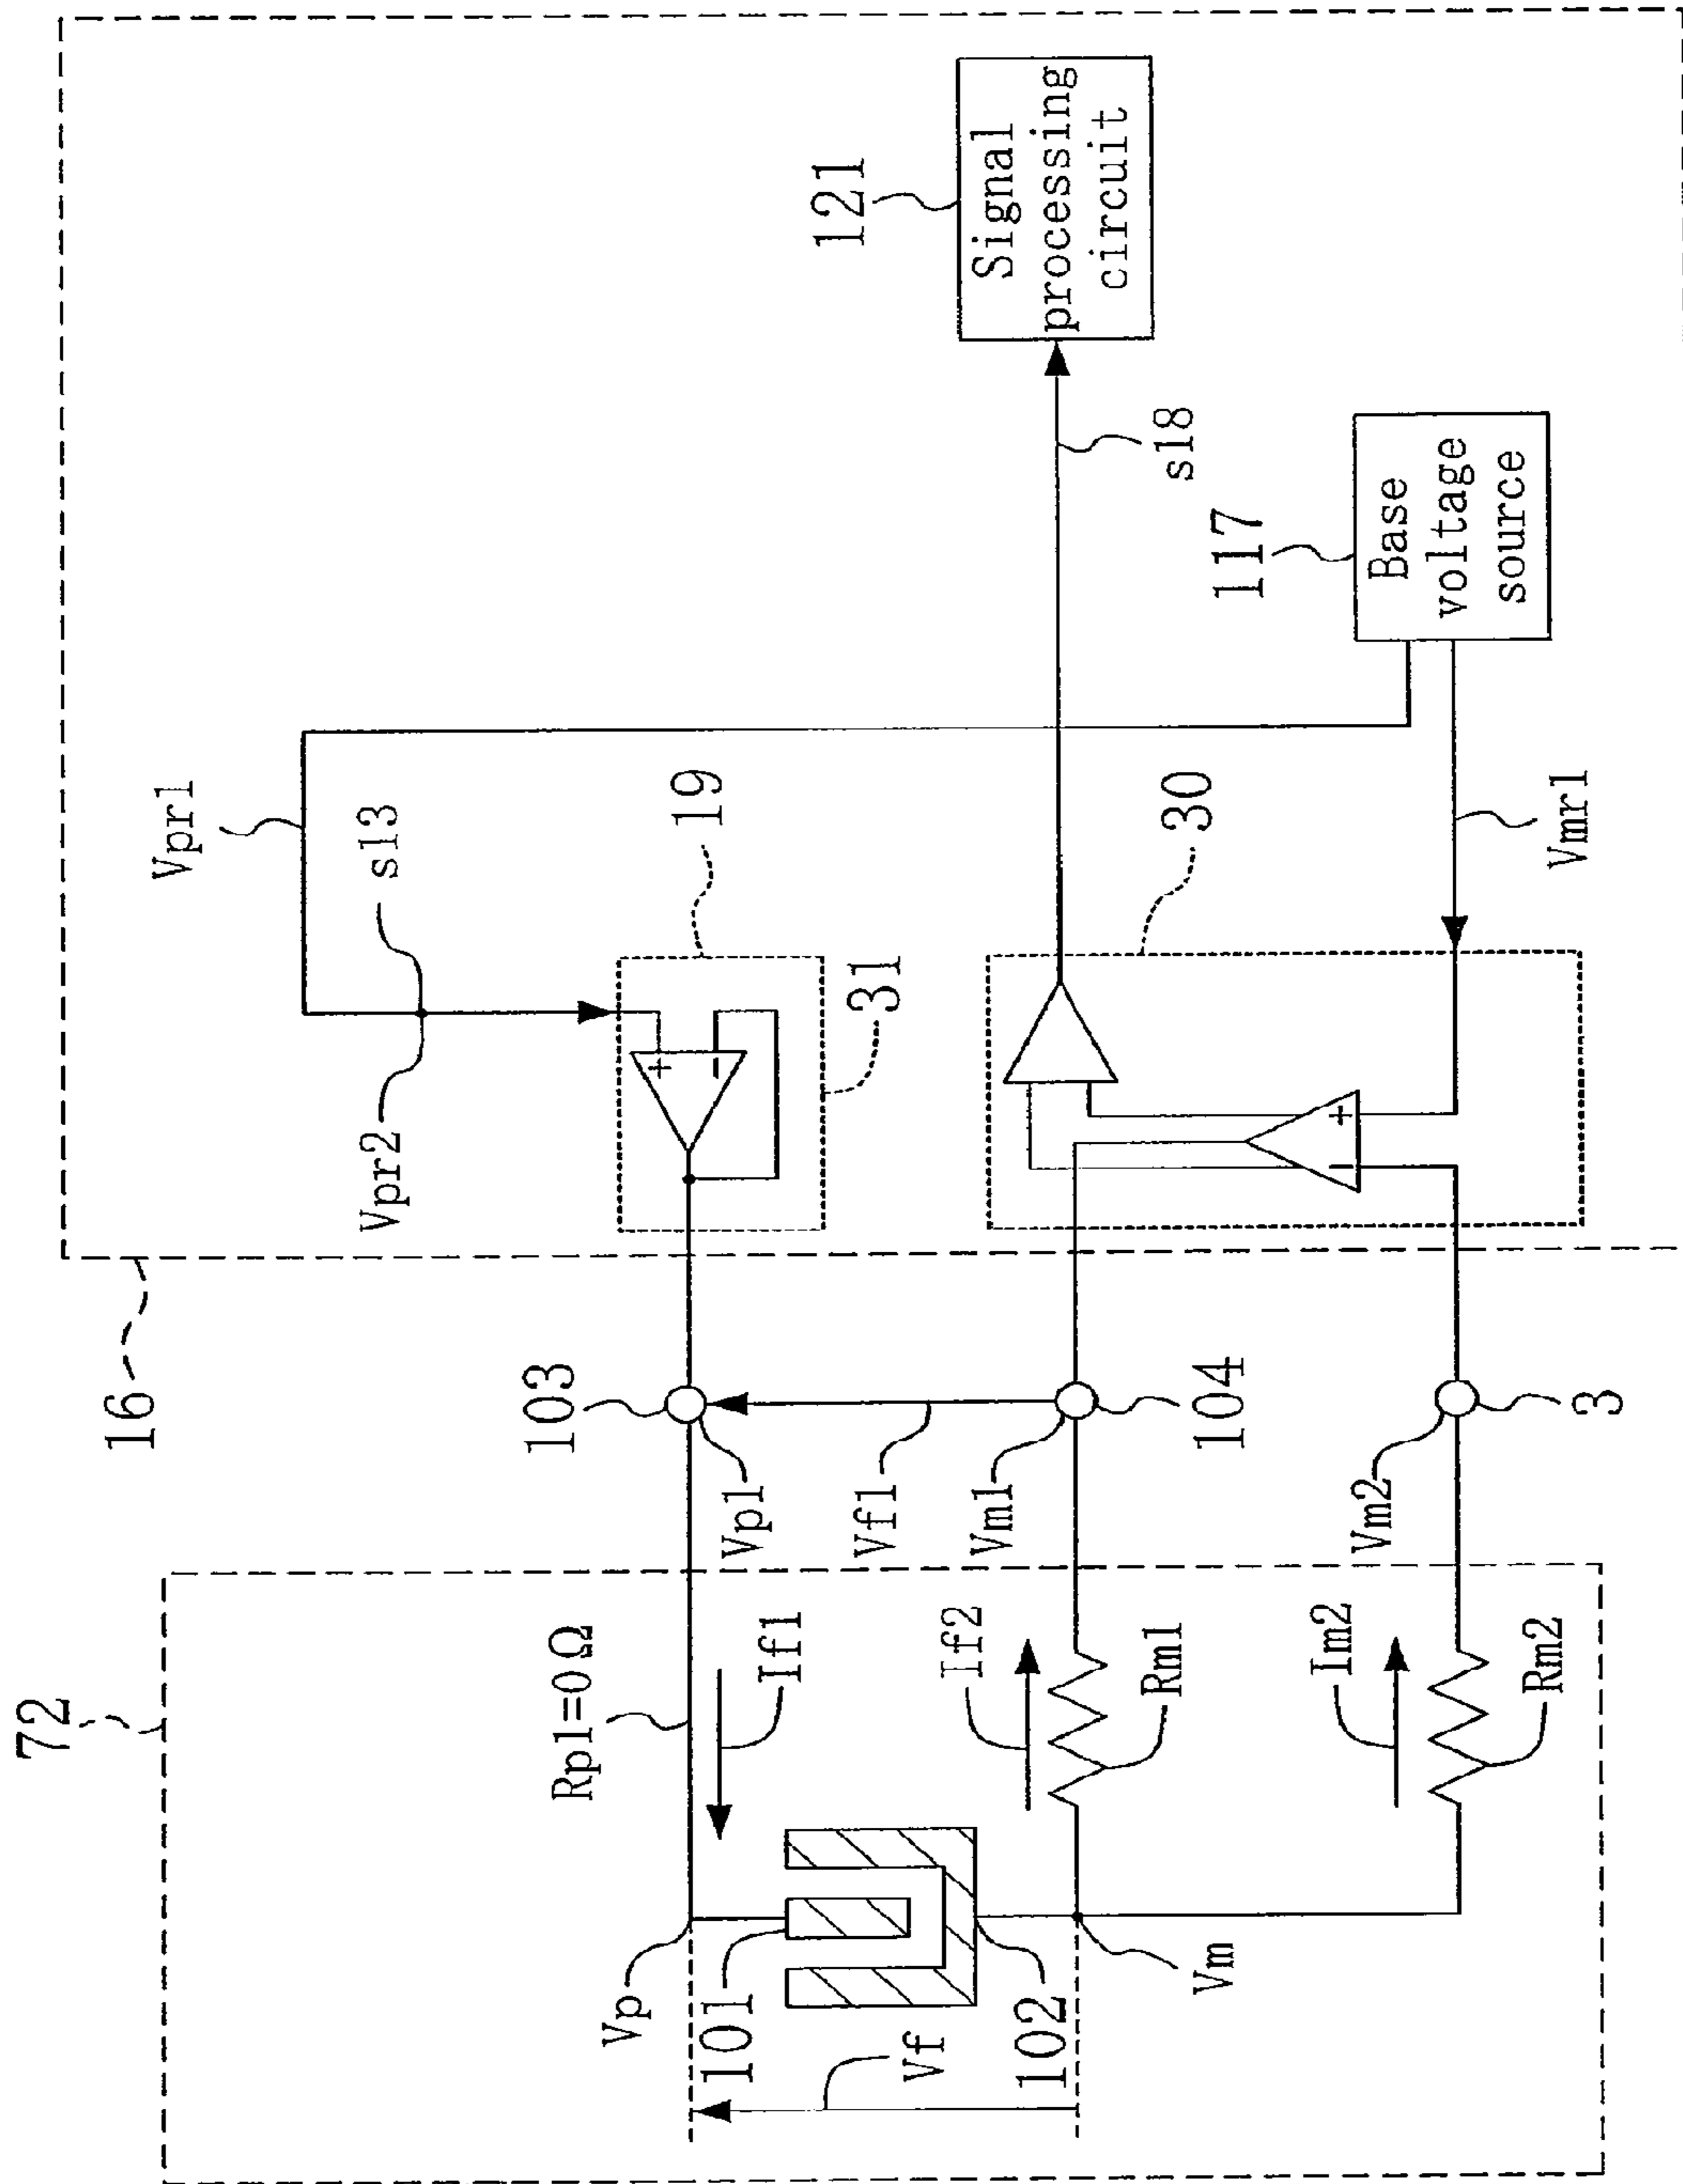 72
16
Vpr1
Vpr2
s13
19
31
103
Vp1
Rp1=0Ω
If1
Vp
101
Vf
102
Vf1
Vm1
104
If2
Rm1
Vm
30
s18
121
Signal
processing
circuit
117
Base
voltage
source
Vmr1
Vm2
3
Im2
Rm2
+
−
+
−